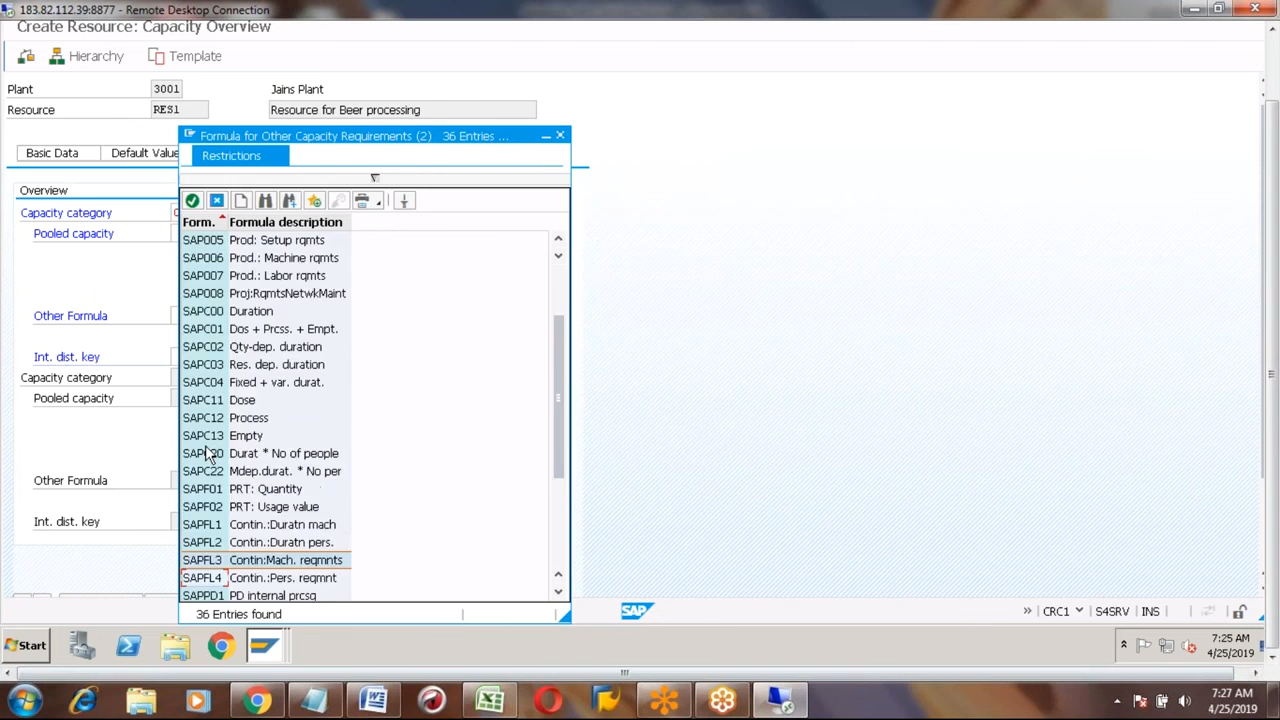 183.82.112.39:8877 - Remote Desktop Connection
Create Resource: Capacity Overview
Hierarchy Template
Plant 3001 Jains Plant
Resource RES1 Resource for Beer processing
Formula for Other Capacity Requirements (2) 36 Entries ...
Restrictions
Basic Data Default Value
Overview
Capacity category
Pooled capacity
Other Formula
Int. dist. key
Capacity category
Pooled capacity
Other Formula
Int. dist. key
Form. Formula description
SAP005 Prod: Setup rqmts
SAP006 Prod.: Machine rqmts
SAP007 Prod.: Labor rqmts
SAP008 Proj:RqmtsNetwkMaint
SAPC00 Duration
SAPC01 Dos + Prcss. + Empt.
SAPC02 Qty-dep. duration
SAPC03 Res. dep. duration
SAPC04 Fixed + var. durat.
SAPC11 Dose
SAPC12 Process
SAPC13 Empty
Durat * No of people
SAPC22 Mdep.durat. * No per
SAPF01 PRT: Quantity
SAPF02 PRT: Usage value
SAPFL1 Contin.:Duratn mach
SAPFL2 Contin.:Duratn pers.
SAPFL3 Contin:Mach. reqmnts
SAPFL4 Contin.:Pers. reqmnt
SAPPD1 PD internal prcsg
36 Entries found
SAP
CRC1 S4SRV INS
Start
7:25 AM
4/25/2019
7:27 AM
4/25/2019